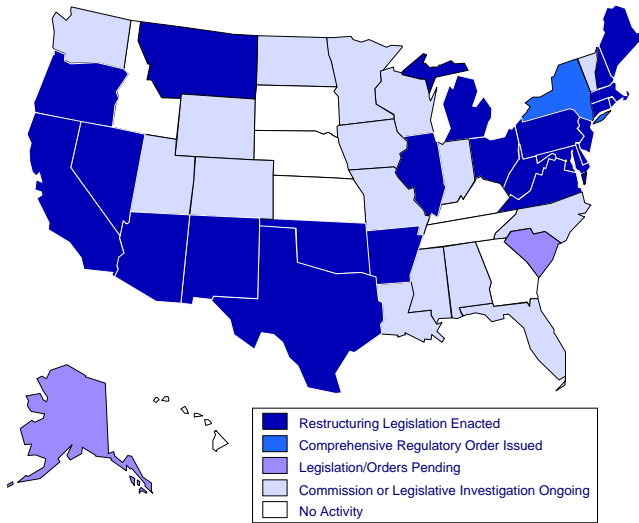 Restructuring Legislation Enacted
Comprehensive Regulatory Order Issued
Legislation/Orders Pending
Commission or Legislative Investigation Ongoing
No Activity